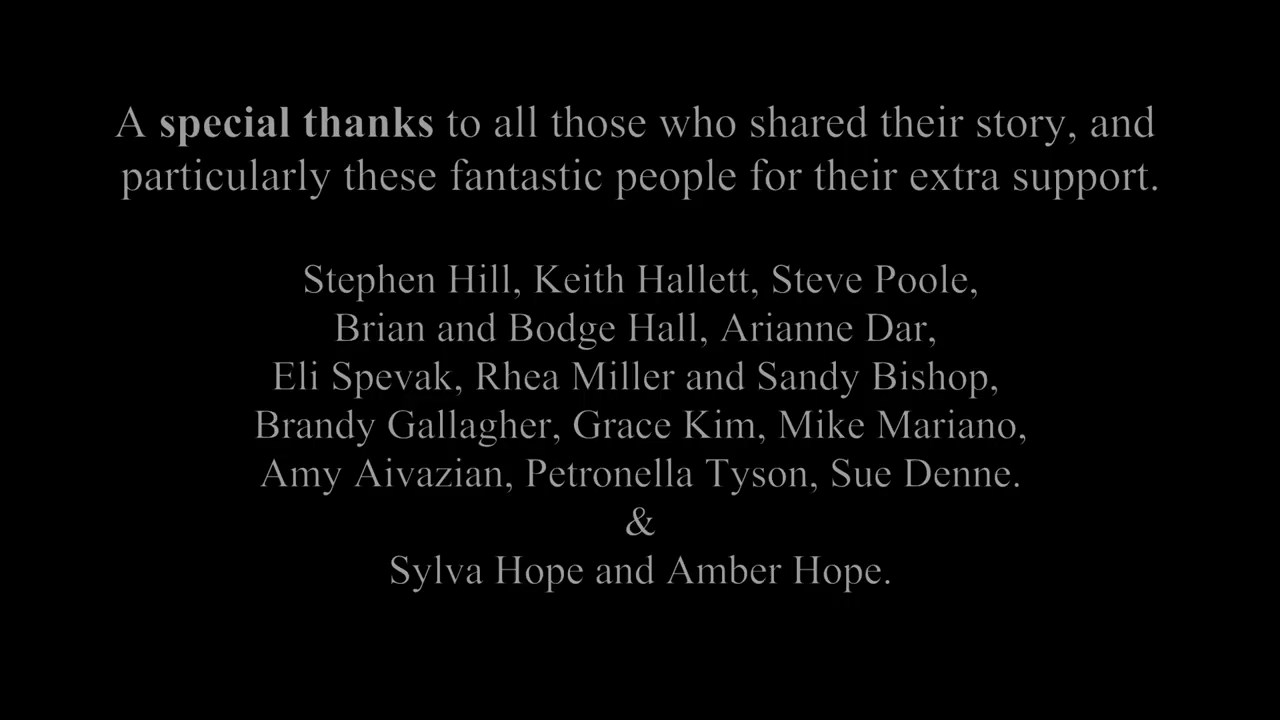 A special thanks to all those who shared their story, and
particularly these fantastic people for their extra support.
Stephen Hill, Keith Hallett, Steve Poole,
Brian and Bodge Hall, Arianne Dar,
Eli Spevak, Rhea Miller and Sandy Bishop,
Brandy Gallagher, Grace Kim, Mike Mariano,
Amy Aivazian, Petronella Tyson, Sue Denne.
&
Sylva Hope and Amber Hope.